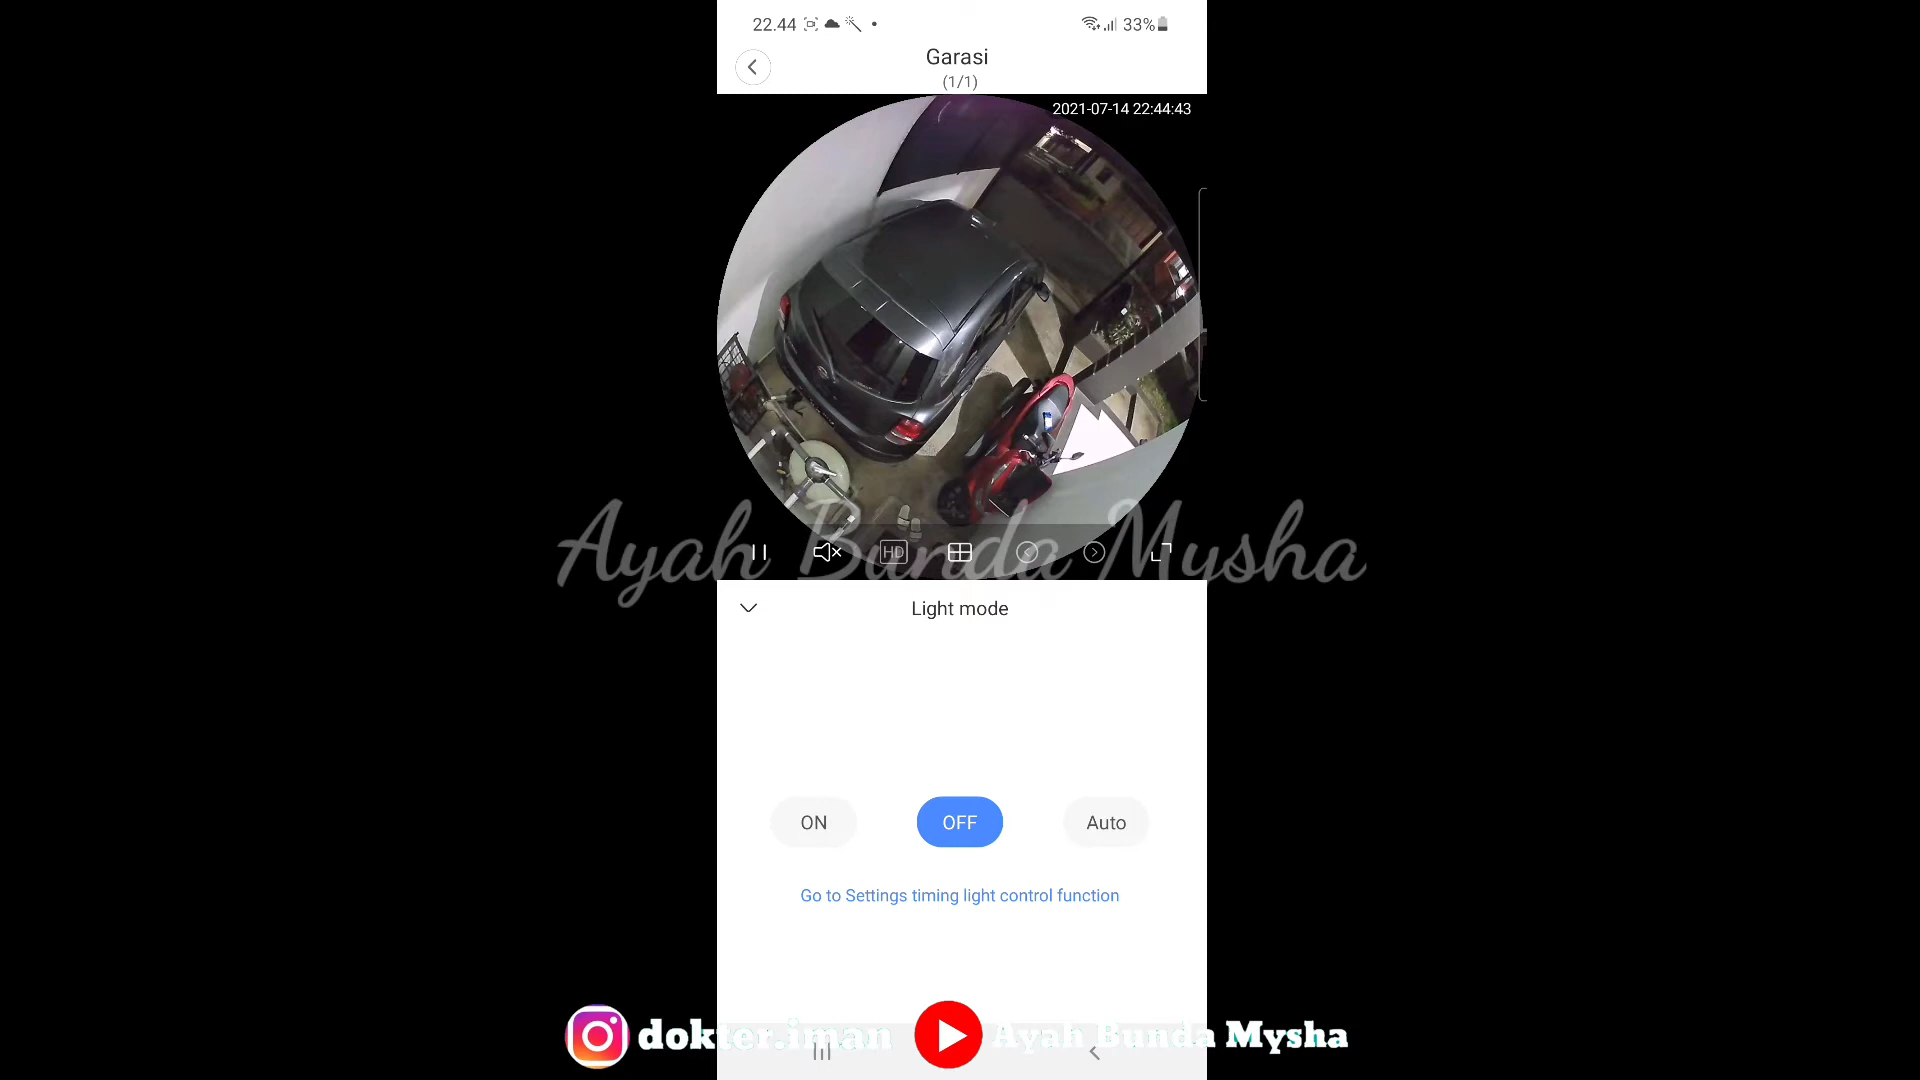 22.44
33%
Garasi
(1/1)
2021-07-14 22:44:43
HD
Ayah Bunda Mysha
Light mode
ON
OFF
Auto
Go to Settings timing light control function
dokter.iman
Ayah Bunda Mysha